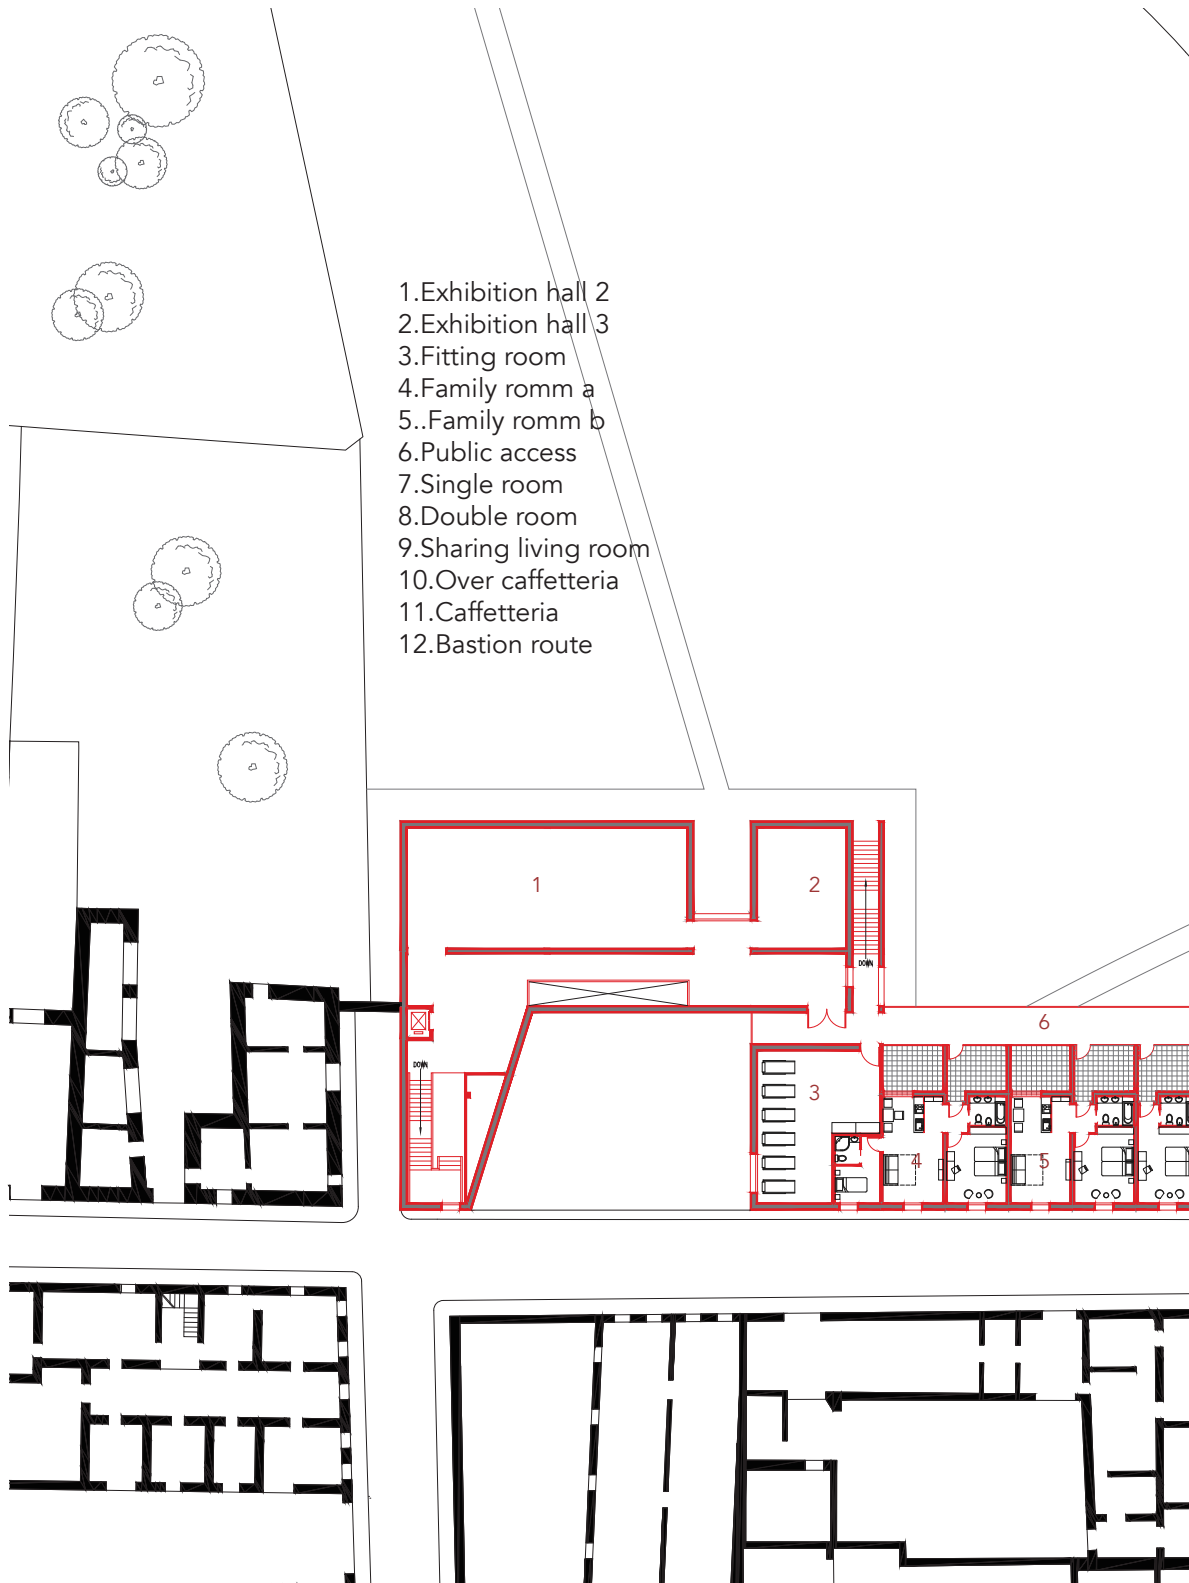 1.Exhibition hall 2
2.Exhibition hall 3
3.Fitting room
4.Family romm a
5..Family romm b
6.Public access
7.Single room
8.Double room
9.Sharing living room
10.Over caffetteria
11.Caffetteria
12.Bastion route
1
2
DOWN
6
DOWN
3
4
5